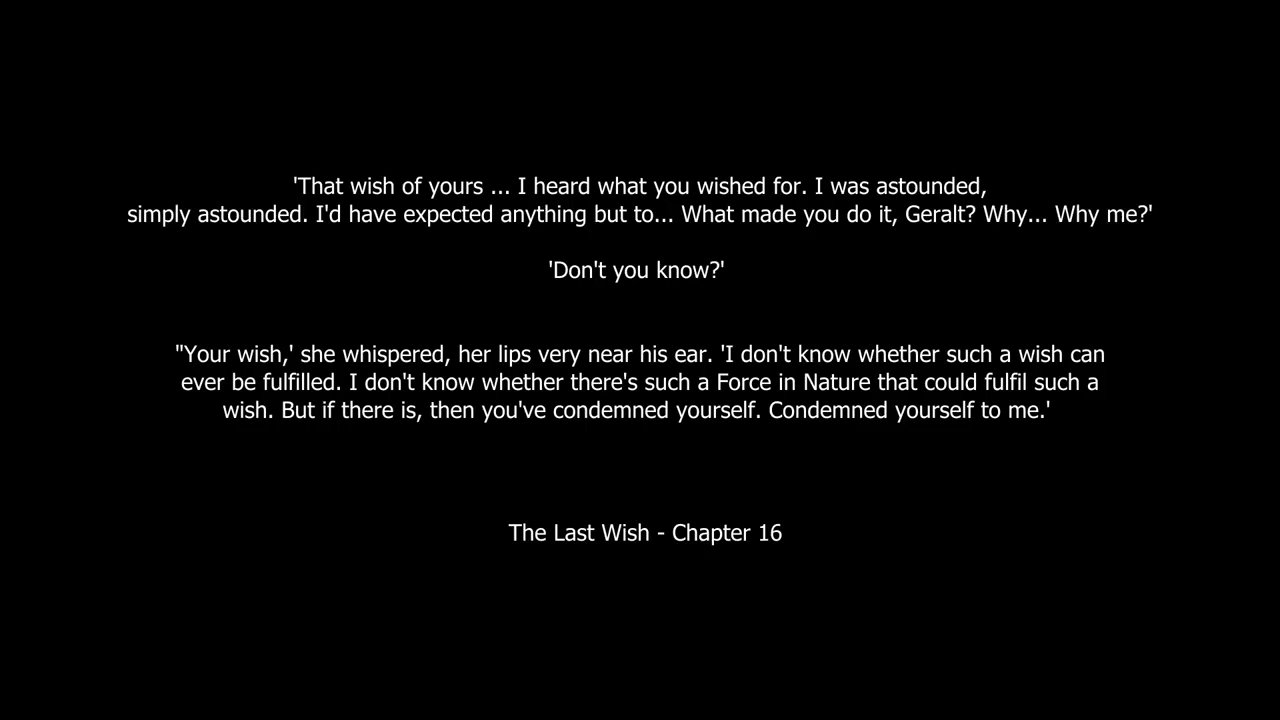 'That wish of yours ... I heard what you wished for. I was astounded,
simply astounded. I'd have expected anything but to... What made you do it, Geralt? Why... Why me?'
'Don't you know?'
"Your wish,' she whispered, her lips very near his ear. 'I don't know whether such a wish can
ever be fulfilled. I don't know whether there's such a Force in Nature that could fulfil such a
wish. But if there is, then you've condemned yourself. Condemned yourself to me.'
The Last Wish - Chapter 16